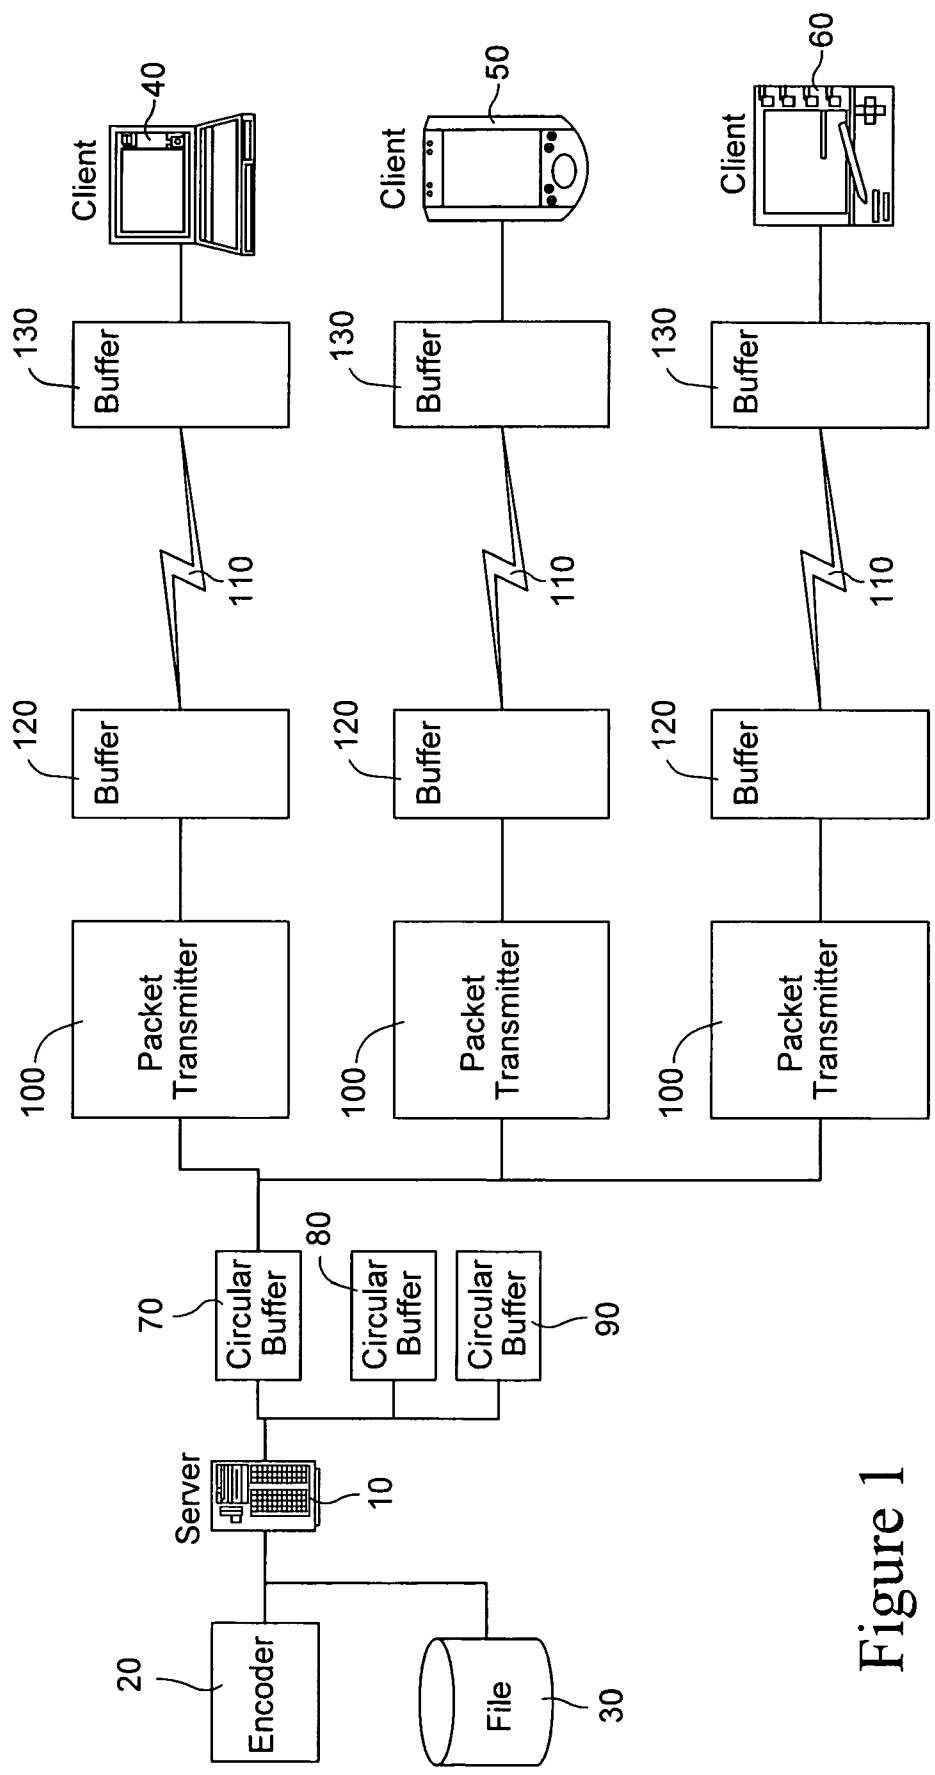 Encoder
20
File
30
Server
10
Circular
Buffer
70
Circular
Buffer
80
Circular
Buffer
90
Packet
Transmitter
100
Buffer
120
110
Buffer
130
Client
40
Packet
Transmitter
100
Buffer
120
110
Buffer
130
Client
50
Packet
Transmitter
100
Buffer
120
110
Buffer
130
Client
60
Figure 1